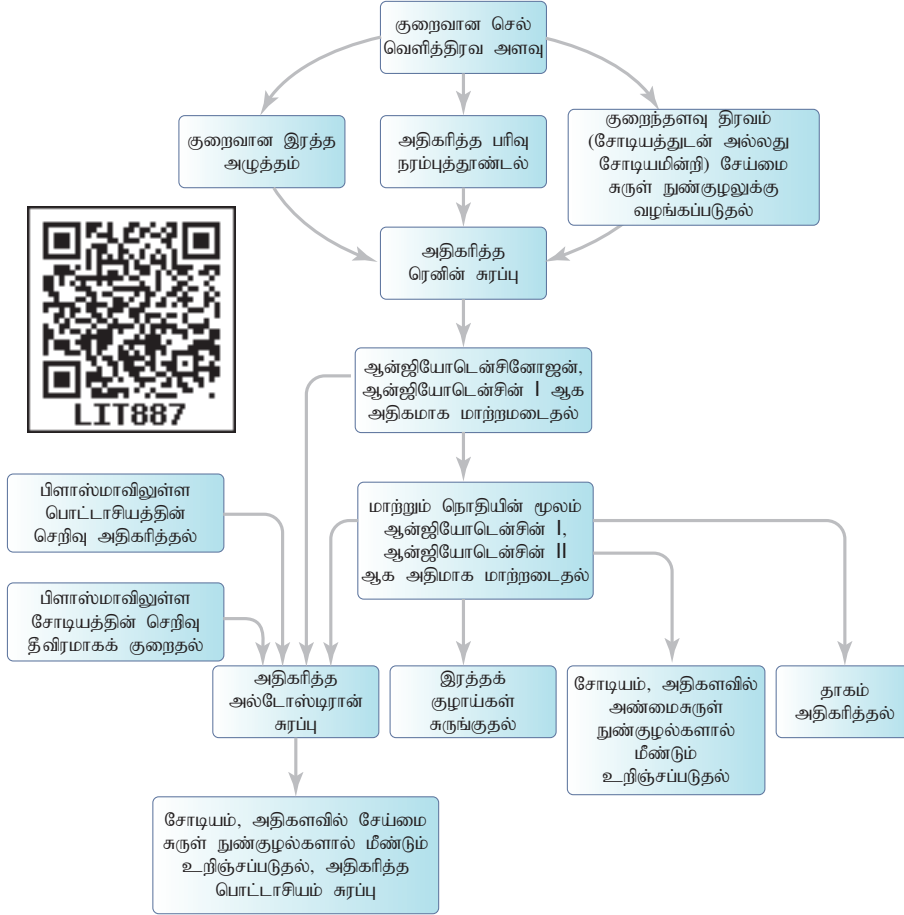 குறைவான செல்
வெளித்திரவ அளவு
குறைவான இரத்த
அழுத்தம்
அதிகரித்த பரிவு
நரம்புத்தூண்டல்
குறைந்தளவு திரவம்
(சோடியத்துடன் அல்லது
சோடியமின்றி) சேய்மை
சுருள் நுண்குழலுக்கு
வழங்கப்படுதல்
அதிகரித்த
ரெனின் சுரப்பு
LIT887
ஆன்ஜியோடென்சினோஜன்,
ஆன்ஜியோடென்சின் I ஆக
அதிகமாக மாற்றமடைதல்
பிளாஸ்மாவிலுள்ள
பொட்டாசியத்தின்
செறிவு அதிகரித்தல்
மாற்றும் நொதியின் மூலம்
ஆன்ஜியோடென்சின் I,
ஆன்ஜியோடென்சின் II
ஆக அதிமாக மாற்றடைதல்
பிளாஸ்மாவிலுள்ள
சோடியத்தின் செறிவு
தீவிரமாகக் குறைதல்
அதிகரித்த
அல்டோஸ்டிரான்
சுரப்பு
இரத்தக்
குழாய்கள்
சுருங்குதல்
சோடியம், அதிகளவில்
அண்மைசுருள்
நுண்குழல்களால்
மீண்டும்
உறிஞ்சப்படுதல்
தாகம்
அதிகரித்தல்
சோடியம், அதிகளவில் சேய்மை
சுருள் நுண்குழல்களால் மீண்டும்
உறிஞ்சப்படுதல், அதிகரித்த
பொட்டாசியம் சுரப்பு